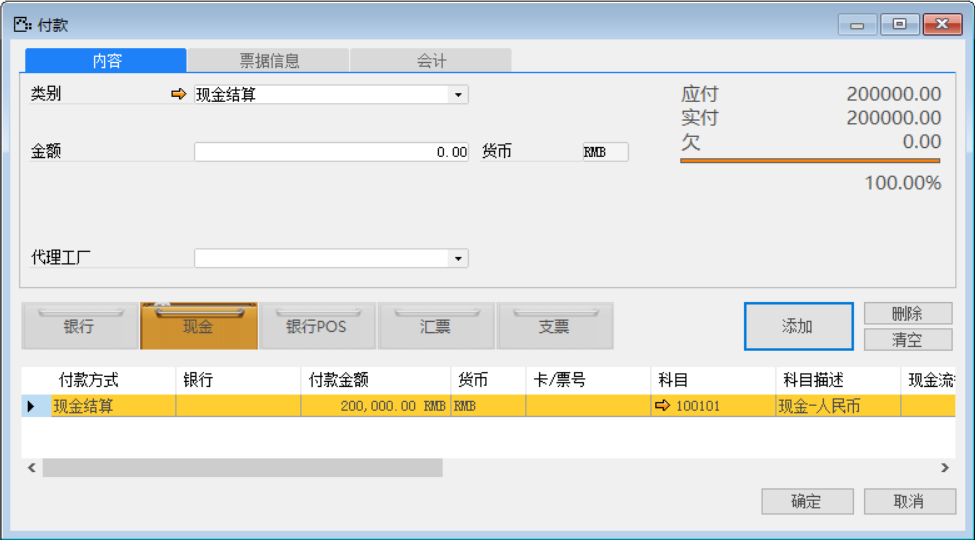 付款
内容 票据信息 会计
类别 现金结算 应付 200000.00
实付 200000.00
金额 0.00 货币 RMB 欠 0.00
100.00%
代理工厂
银行 现金 银行POS 汇票 支票 添加 删除
清空
付款方式 银行 付款金额 货币 卡/票号 科目 科目描述 现金流
现金结算 200,000.00 RMB RMB 100101 现金-人民币
确定 取消